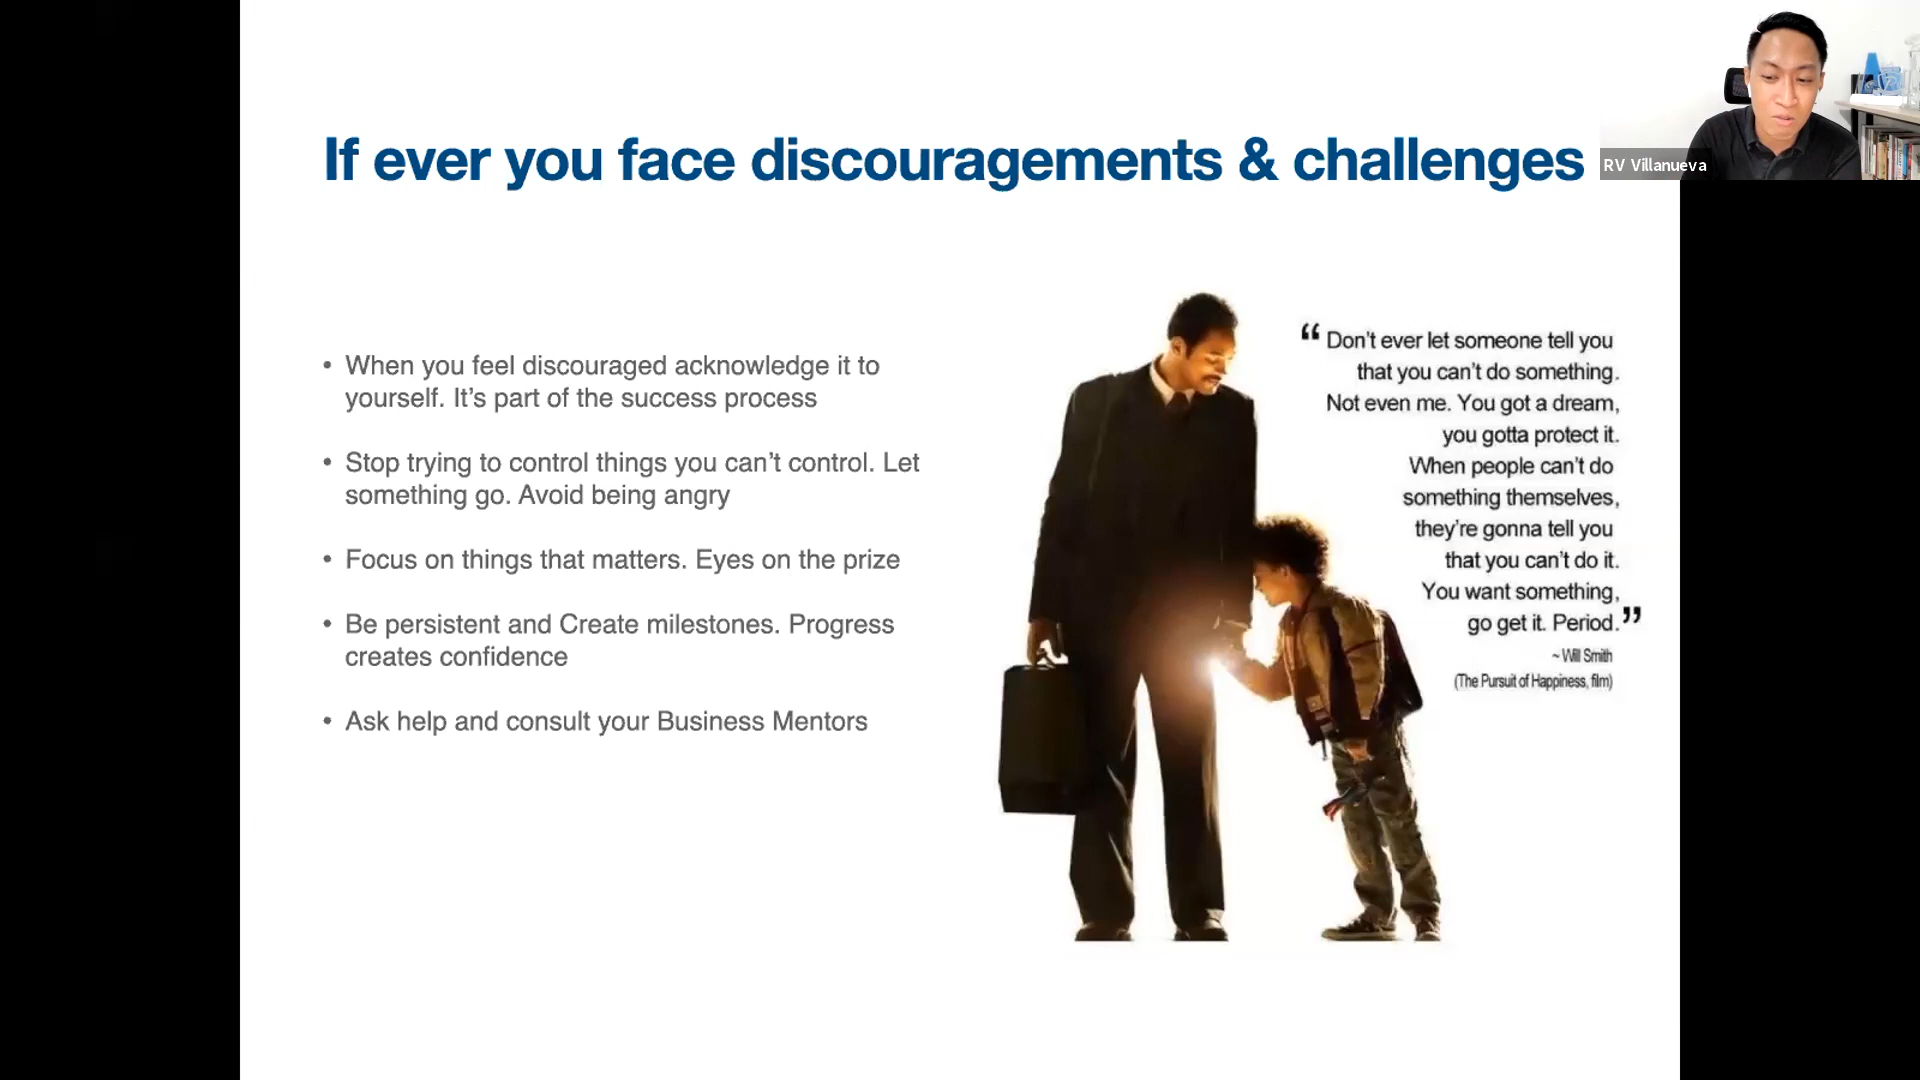 If ever you face discouragements & challenges
RV Villanueva
• When you feel discouraged acknowledge it to
yourself. It’s part of the success process
• Stop trying to control things you can’t control. Let
something go. Avoid being angry
• Focus on things that matters. Eyes on the prize
• Be persistent and Create milestones. Progress
creates confidence
• Ask help and consult your Business Mentors
“ Don’t ever let someone tell you
that you can’t do something.
Not even me. You got a dream,
you gotta protect it.
When people can’t do
something themselves,
they’re gonna tell you
that you can’t do it.
You want something,
go get it. Period. ”
~ Will Smith
(The Pursuit of Happiness, film)